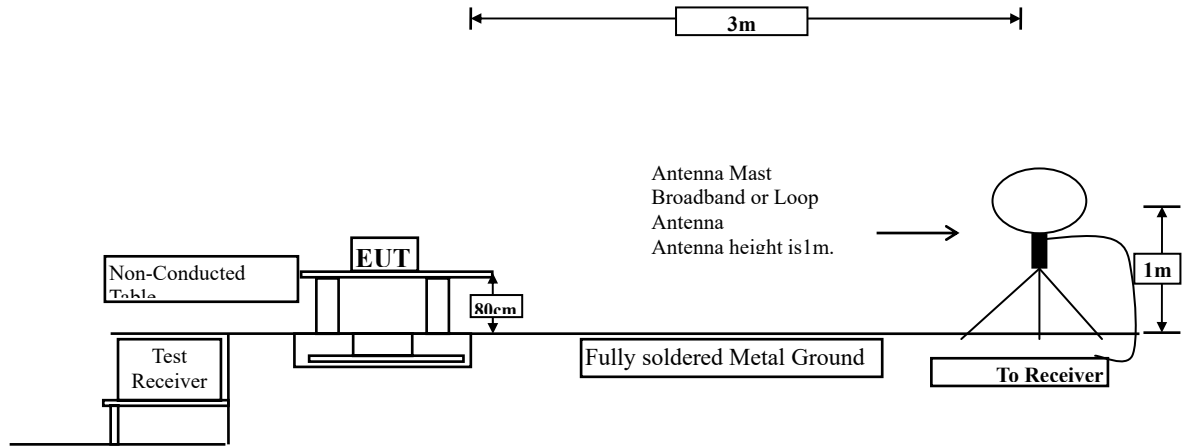 3m
Antenna Mast
Broadband or Loop
Antenna
Antenna height is1m.
EUT
Non-Conducted
Table
80cm
1m
Test
Receiver
Fully soldered Metal Ground
To Receiver